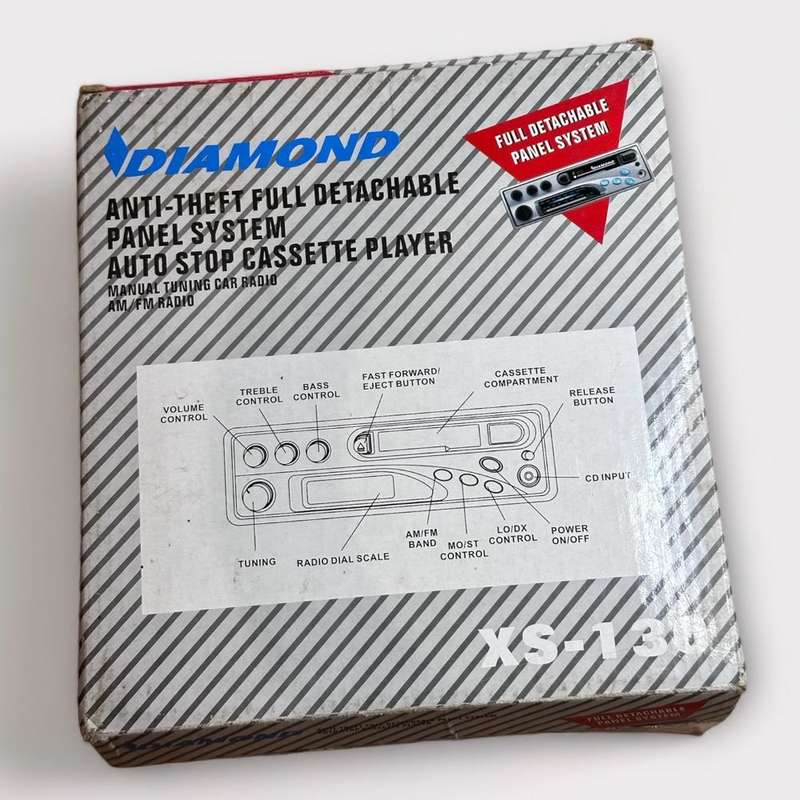 DIAMOND
ANTI-THEFT FULL DETACHABLE
PANEL SYSTEM
AUTO STOP CASSETTE PLAYER
MANUAL TUNING CAR RADIO
AM/FM RADIO
FULL DETACHABLE
PANEL SYSTEM
VOLUME
CONTROL
TREBLE
CONTROL
BASS
CONTROL
FAST FORWARD/
EJECT BUTTON
CASSETTE
COMPARTMENT
RELEASE
BUTTON
CD INPUT
TUNING
RADIO DIAL SCALE
AM/FM
BAND
MO/ST
CONTROL
LO/DX
CONTROL
POWER
ON/OFF
XS-130
DIAMOND
FULL DETACHABLE
PANEL SYSTEM